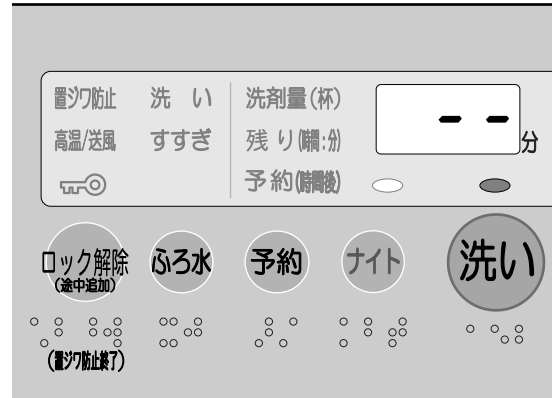 置ジワ防止 洗い 洗剤量(杯)
高温/送風 すすぎ 残り(時間:分) -- 分
予約(時間後)
ロック解除 ふろ水 予約 ナイト 洗い
(途中追加)
(置ジワ防止終了)